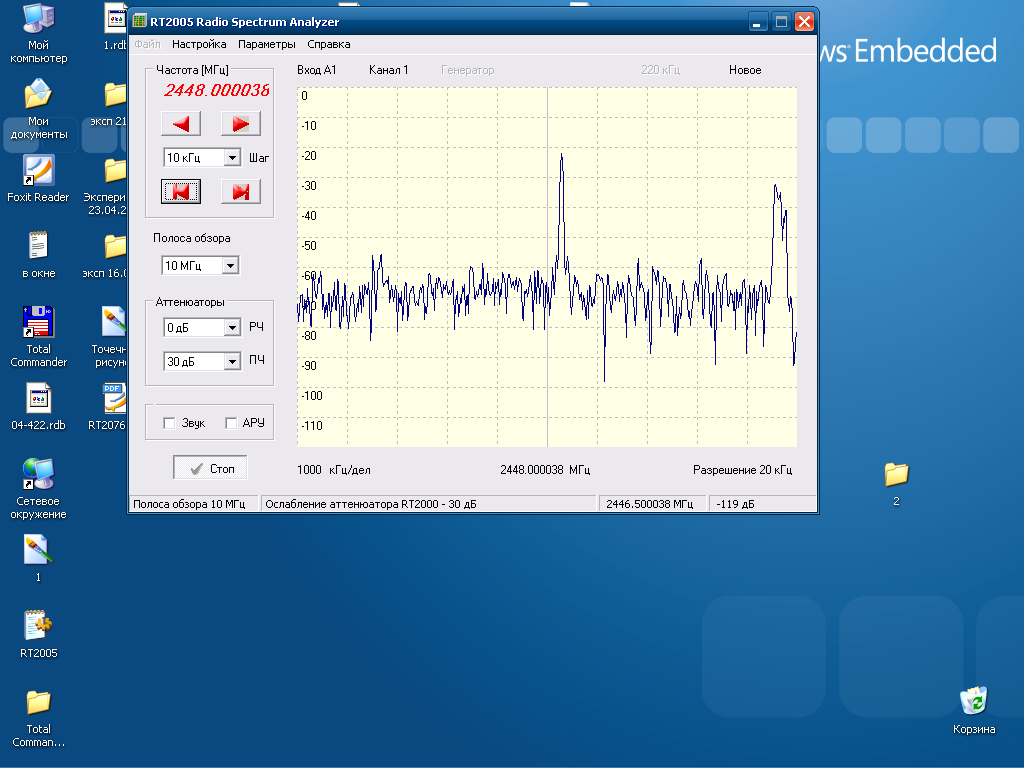 Мой
компьютер
1.rdb
RT2005 Radio Spectrum Analyzer
Файл Настройка Параметры Справка
ws Embedded
Частота [МГц]
2448.000038
10 кГц Шаг
Полоса обзора
10 МГц
Аттенюаторы
0 дБ РЧ
30 дБ ПЧ
Звук АРУ
Стоп
Вход А1 Канал 1 Генератор 220 кГц Новое
0
-10
-20
-30
-40
-50
-60
-70
-80
-90
-100
-110
1000 кГц/дел 2448.000038 МГц Разрешение 20 кГц
Полоса обзора 10 МГц Ослабление аттенюатора RT2000 - 30 дБ 2446.500038 МГц -119 дБ
Мои
документы
эксп 21
Foxit Reader
Экспери
23.04.2
в окне
эксп 16.0
Total
Commander
Точечн
рисун
04-422.rdb
PDF
RT2076
Сетевое
окружение
1
RT2005
Total
Comman...
2
Корзина